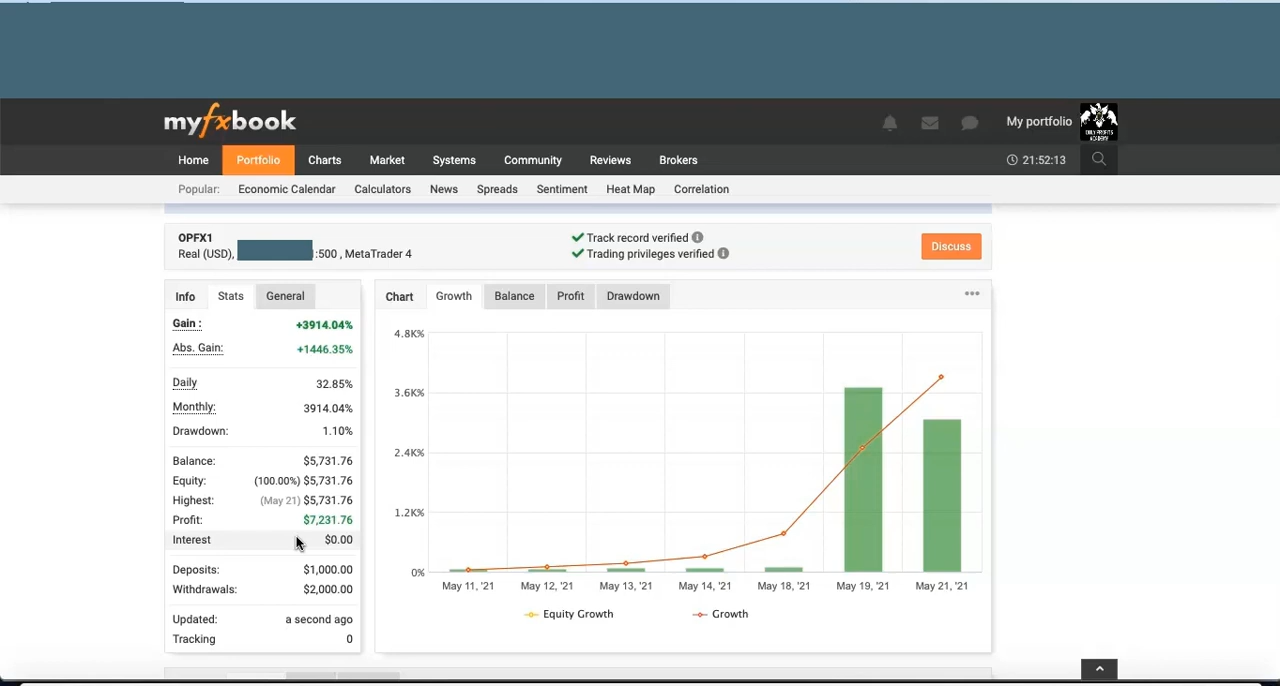 myfxbook
My portfolio
DAILY PROFITS
ACADEMY
Home Portfolio Charts Market Systems Community Reviews Brokers 21:52:13
Popular: Economic Calendar Calculators News Spreads Sentiment Heat Map Correlation
OPFX1
Real (USD), :500 , MetaTrader 4
Track record verified
Trading privileges verified
Discuss
Info Stats General
Gain : +3914.04%
Abs. Gain: +1446.35%
Daily 32.85%
Monthly: 3914.04%
Drawdown: 1.10%
Balance: $5,731.76
Equity: (100.00%) $5,731.76
Highest: (May 21) $5,731.76
Profit: $7,231.76
Interest $0.00
Deposits: $1,000.00
Withdrawals: $2,000.00
Updated: a second ago
Tracking 0
Chart Growth Balance Profit Drawdown
4.8K%
3.6K%
2.4K%
1.2K%
0%
May 11, '21 May 12, '21 May 13, '21 May 14, '21 May 18, '21 May 19, '21 May 21, '21
Equity Growth Growth